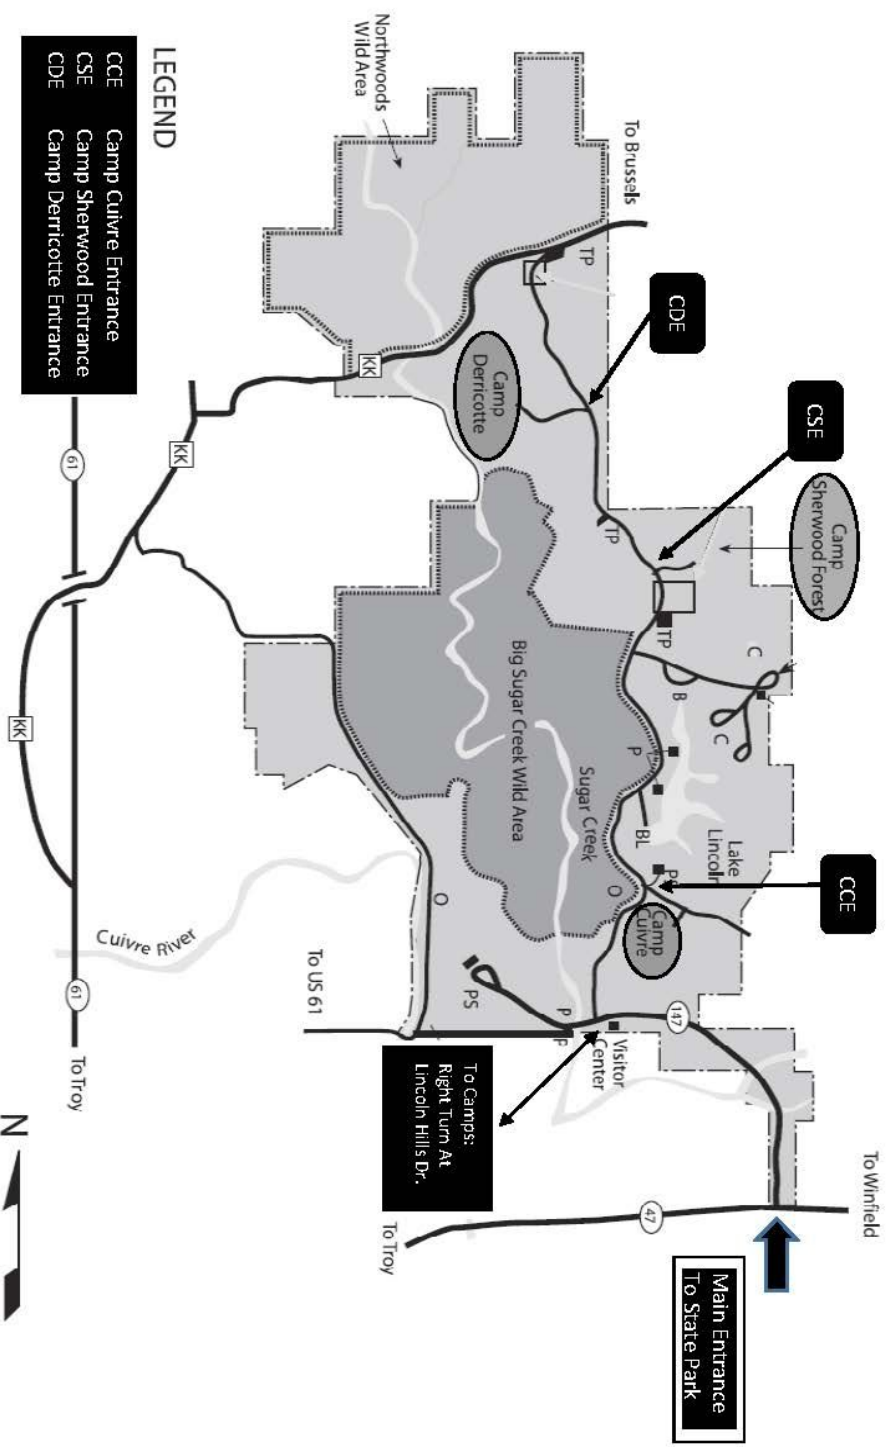 Northwoods
Wild Area
To Brussels
TP
CDE
Camp
Derricotte
KK
CSE
Camp
Sherwood Forest
TP
TP
C
C
B
P
Lake
Lincoln
BL
PS
CCE
Camp
Cuivre
O
Sugar Creek
Big Sugar Creek Wild Area
KK
61
KK
O
PS
P
P
147
Visitor
Center
To Camps:
Right Turn At
Lincoln Hills Dr.
To US 61
Cuivre River
61
To Troy
To Winfield
47
To Troy
Main Entrance
To State Park
LEGEND
CCE Camp Cuivre Entrance
CSE Camp Sherwood Entrance
CDE Camp Derricotte Entrance
N